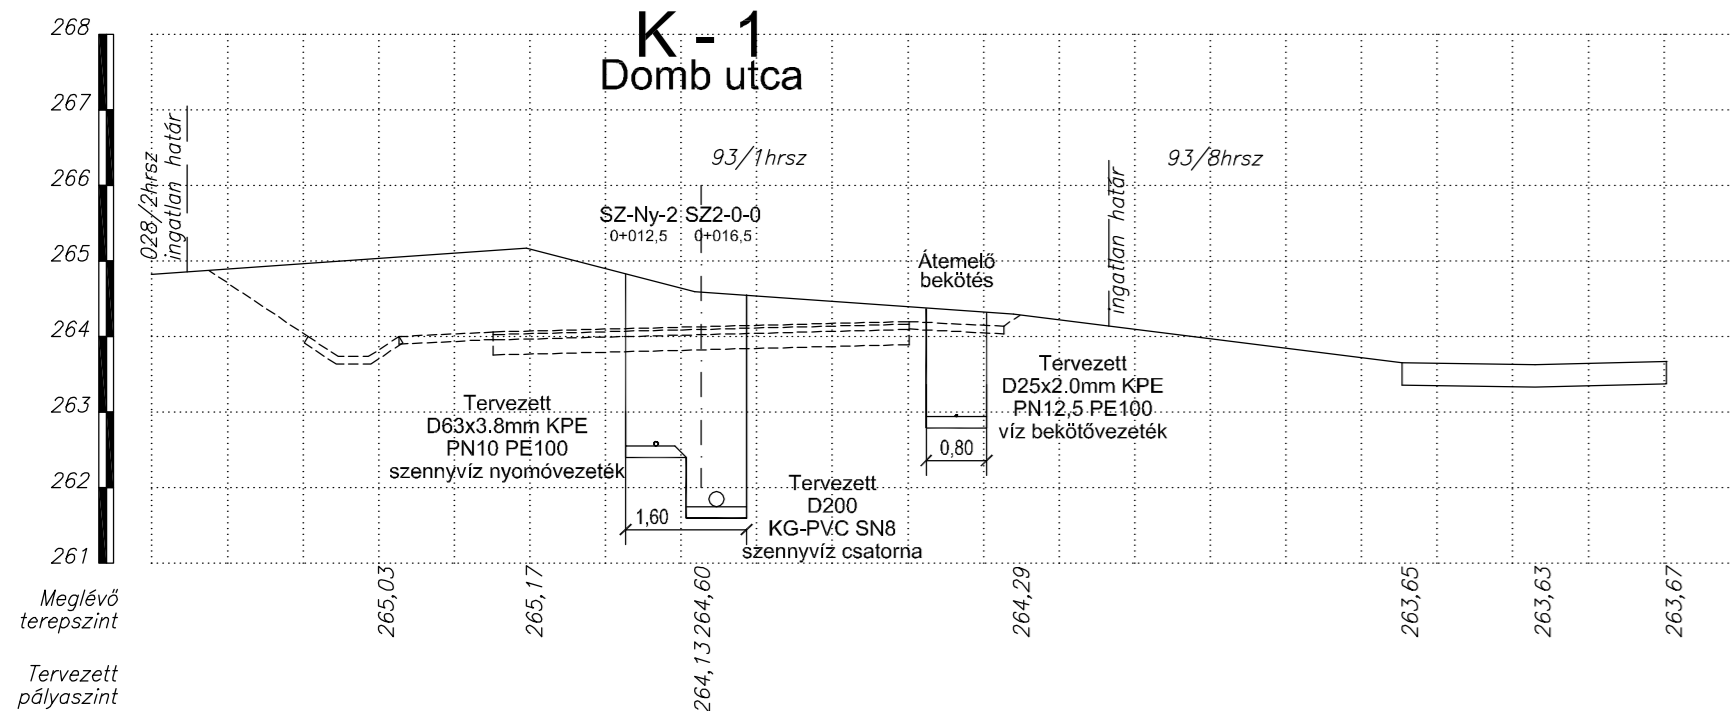 K - 1
Domb utca
268
267
266
265
264
263
262
261
028/2hrsz
ingatlan határ
93/1hrsz
93/8hrsz
ingatlan határ
SZ-Ny-2 SZ2-0-0
0+012,5 0+016,5
Átemelő
bekötés
Tervezett
D63x3.8mm KPE
PN10 PE100
szennyvíz nyomóvezeték
1,60
Tervezett
D200
KG-PVC SN8
szennyvíz csatorna
0,80
Tervezett
D25x2.0mm KPE
PN12,5 PE100
víz bekötővezeték
Meglévő
terepszint
265,03
265,17
264,60
264,29
263,65
263,63
263,67
Tervezett
pályaszint
264,13